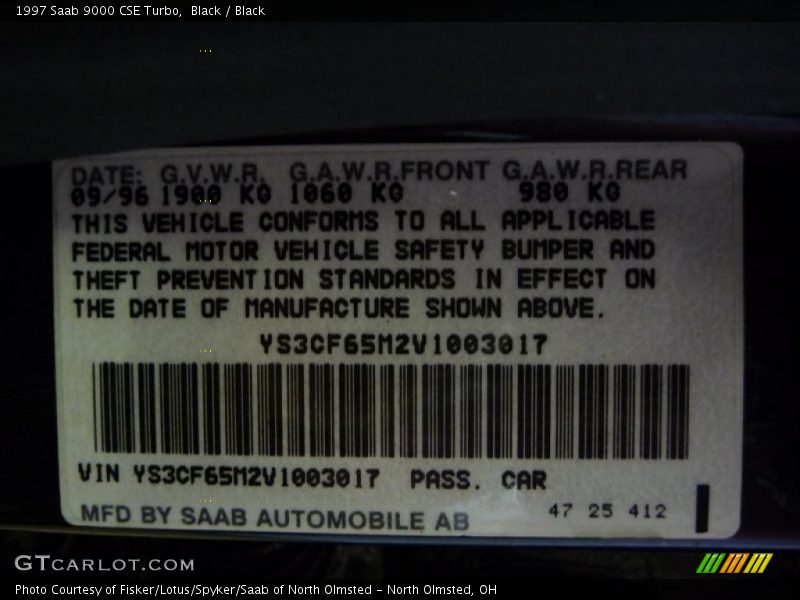 1997 Saab 9000 CSE Turbo,  Black / Black
DATE: G.V.W.R. G.A.W.R.FRONT G.A.W.R.REAR
09/96 1900 KG 1060 KG 980 KG
THIS VEHICLE CONFORMS TO ALL APPLICABLE
FEDERAL MOTOR VEHICLE SAFETY BUMPER AND
THEFT PREVENTION STANDARDS IN EFFECT ON
THE DATE OF MANUFACTURE SHOWN ABOVE.
YS3CF65M2V1003017
VIN YS3CF65M2V1003017 PASS. CAR
MFD BY SAAB AUTOMOBILE AB 47 25 412
GTCARLOT.COM
Photo Courtesy of Fisker/Lotus/Spyker/Saab of North Olmsted - North Olmsted, OH